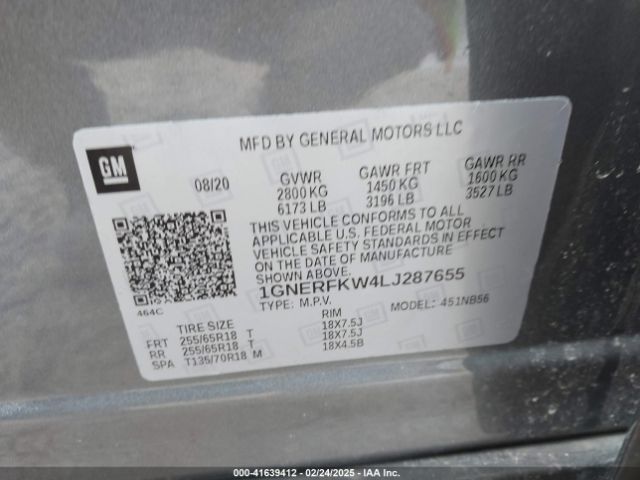 MFD BY GENERAL MOTORS LLC
GM
08/20 GVWR GAWR FRT GAWR RR
2800 KG 1450 KG 1600 KG
6173 LB 3196 LB 3527 LB
THIS VEHICLE CONFORMS TO ALL
APPLICABLE U.S. FEDERAL MOTOR
VEHICLE SAFETY STANDARDS IN EFFECT
ON THE DATE OF MANUFACTURE
SHOWN ABOVE.
1GNERFKW4LJ287655
464C
TYPE: M.P.V. MODEL: 451NB56
TIRE SIZE RIM
FRT 255/65R18 T 18X7.5J
RR 255/65R18 T 18X7.5J
SPA T135/70R18 M 18X4.5B
000-41639412 - 02/24/2025 - IAA Inc.